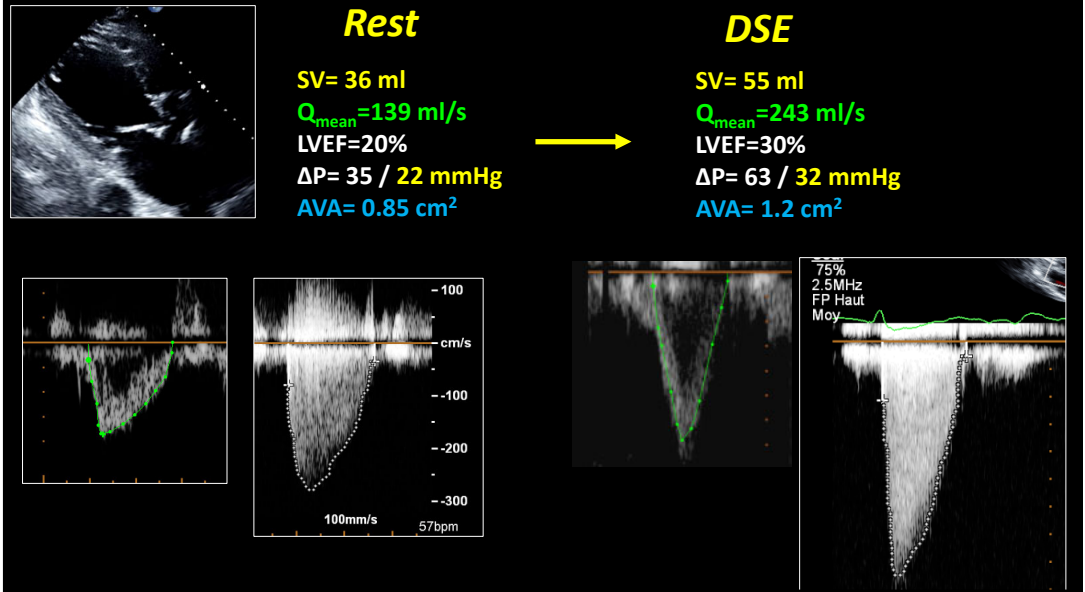 Rest
SV= 36 ml
Qmean=139 ml/s
LVEF=20%
ΔP= 35 / 22 mmHg
AVA= 0.85 cm²
DSE
SV= 55 ml
Qmean=243 ml/s
LVEF=30%
ΔP= 63 / 32 mmHg
AVA= 1.2 cm²
-100
-cm/s
--100
--200
--300
100mm/s
57bpm
75%
2.5MHz
FP Haut
Moy